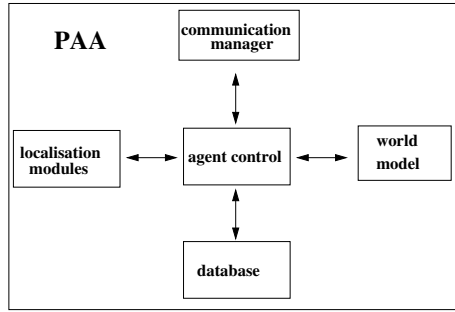 PAA
communication
manager
localisation
modules
agent control
world
model
database